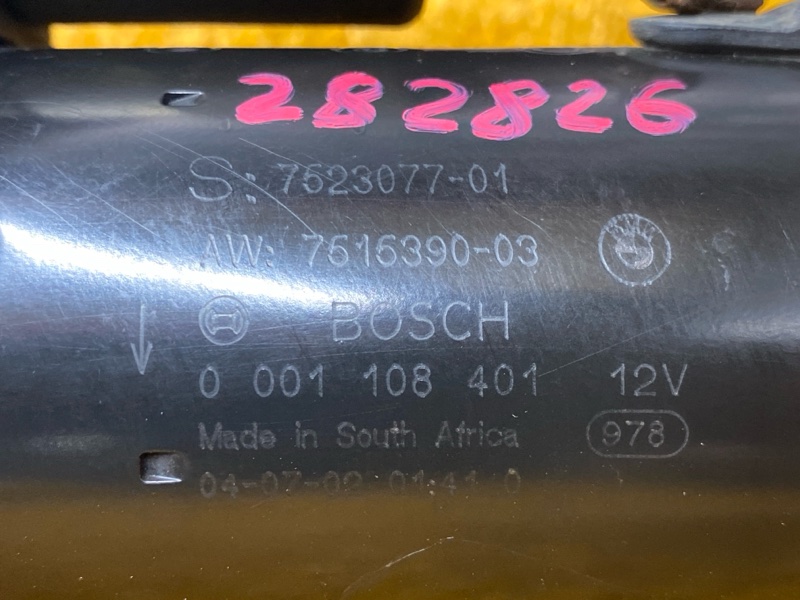 282826
S: 7523077-01
AW: 7515390-03
BOSCH
0 001 108 401 12V
Made in South Africa 978
04-07-02 01:41 0